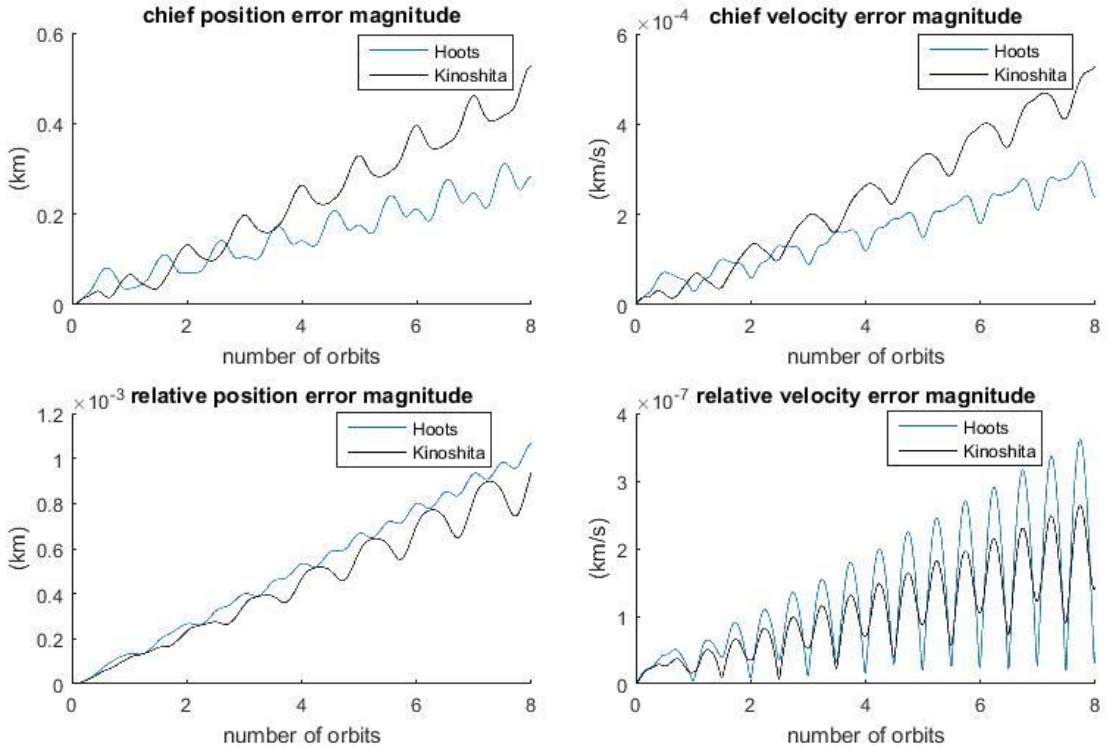 chief position error magnitude
0.6
0.4
0.2
0
(km)
Hoots
Kinoshita
0 2 4 6 8
number of orbits
chief velocity error magnitude
×10⁻⁴
6
4
2
0
(km/s)
Hoots
Kinoshita
0 2 4 6 8
number of orbits
relative position error magnitude
×10⁻³
1.2
1
0.8
0.6
0.4
0.2
0
(km)
Hoots
Kinoshita
0 2 4 6 8
number of orbits
relative velocity error magnitude
×10⁻⁷
4
3
2
1
0
(km/s)
Hoots
Kinoshita
0 2 4 6 8
number of orbits